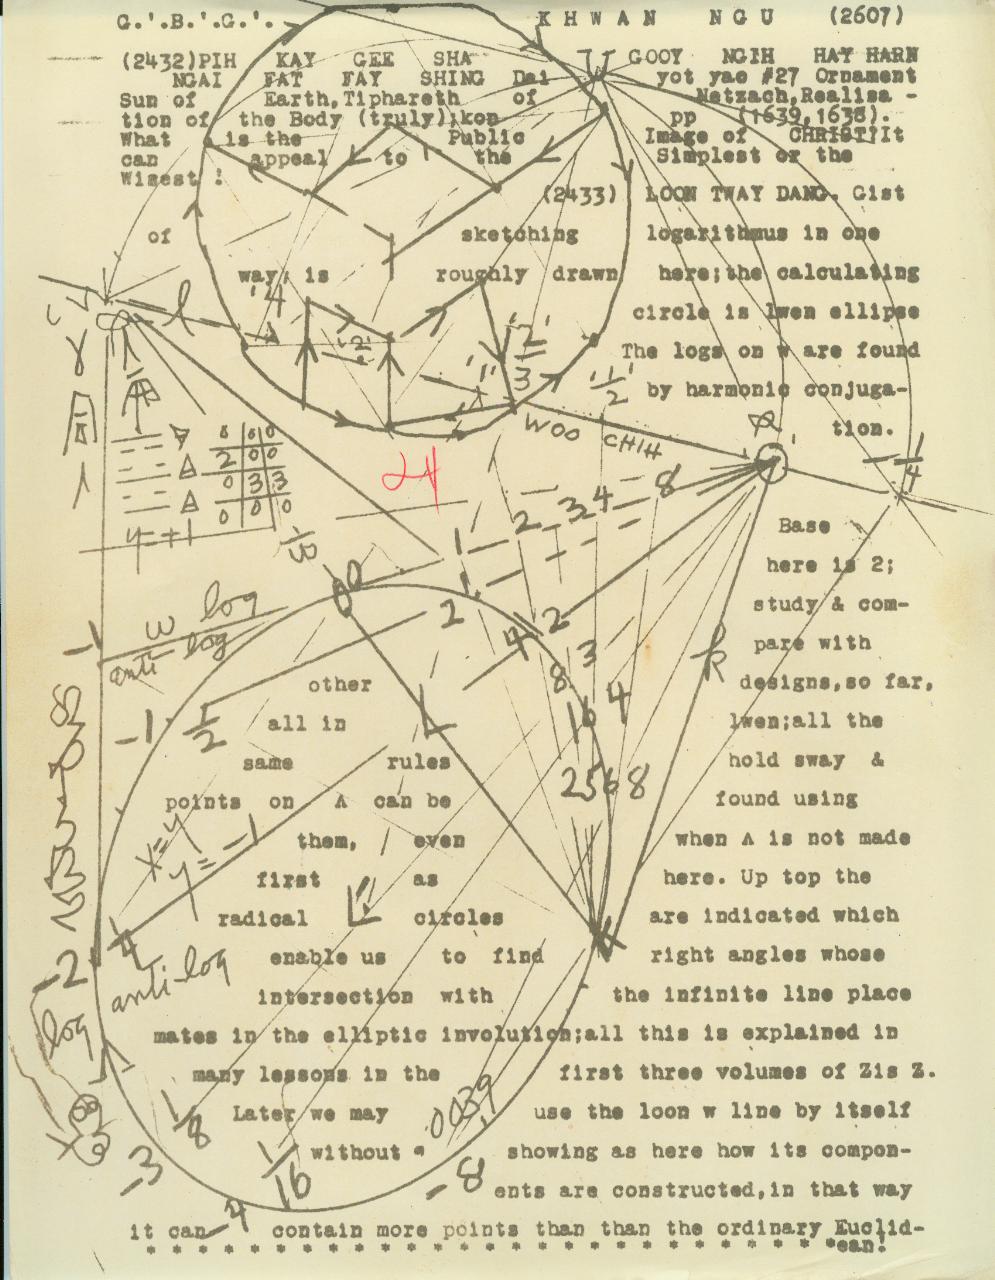 G.'.B.'.G.'. KHWAN NGU (2607)
(2432)PIH KAY GEE SHA GOOY NGIH HAY HARN
NGAI FAT FAY SHING Dai yot yae #27 Ornament
Sun of Earth,Tiphareth of Netzach,Realisa -
tion of the Body (truly);kon pp (1639,1638).
What is the Public Image of CHRIST!It
can appeal to the Simplest or the
Wisest !
(2433) LOON TWAY DANG. Gist
of sketching logarithmus in one
way; is roughly drawn here;the calculating
'4'
circle is lwen ellipse
'2'
The logs on w are found
'1/2'
by harmonic conjuga-
WOO CHIH
tion.
-1/4
24
0 0 0
2 0 0
0 3 3
0 0 0
y=+1
1 2 3 4 8
Base
here is 2;
w log
anti log
study & com-
2 4 2
pare with
3
other designs,so far,
8 4
-1 1/2 all in lwen;all the
16
same rules hold sway &
256 8
points on Λ can be found using
x=y
y=-1
them, even when Λ is not made
first as here. Up top the
radical circles are indicated which
enable us to find right angles whose
-2
anti-log
intersection with the infinite line place
log
mates in the elliptic involution;all this is explained in
many lessons in the first three volumes of Zis Z.
1/8
Later we may use the loon w line by itself
.0039
without showing as here how its compon-
-3 1/16 -8
ents are constructed,in that way
-4
it can contain more points than than the ordinary Euclid-
* * * * * * * * * * * * * * * * * * * * * * * * * * *ean!